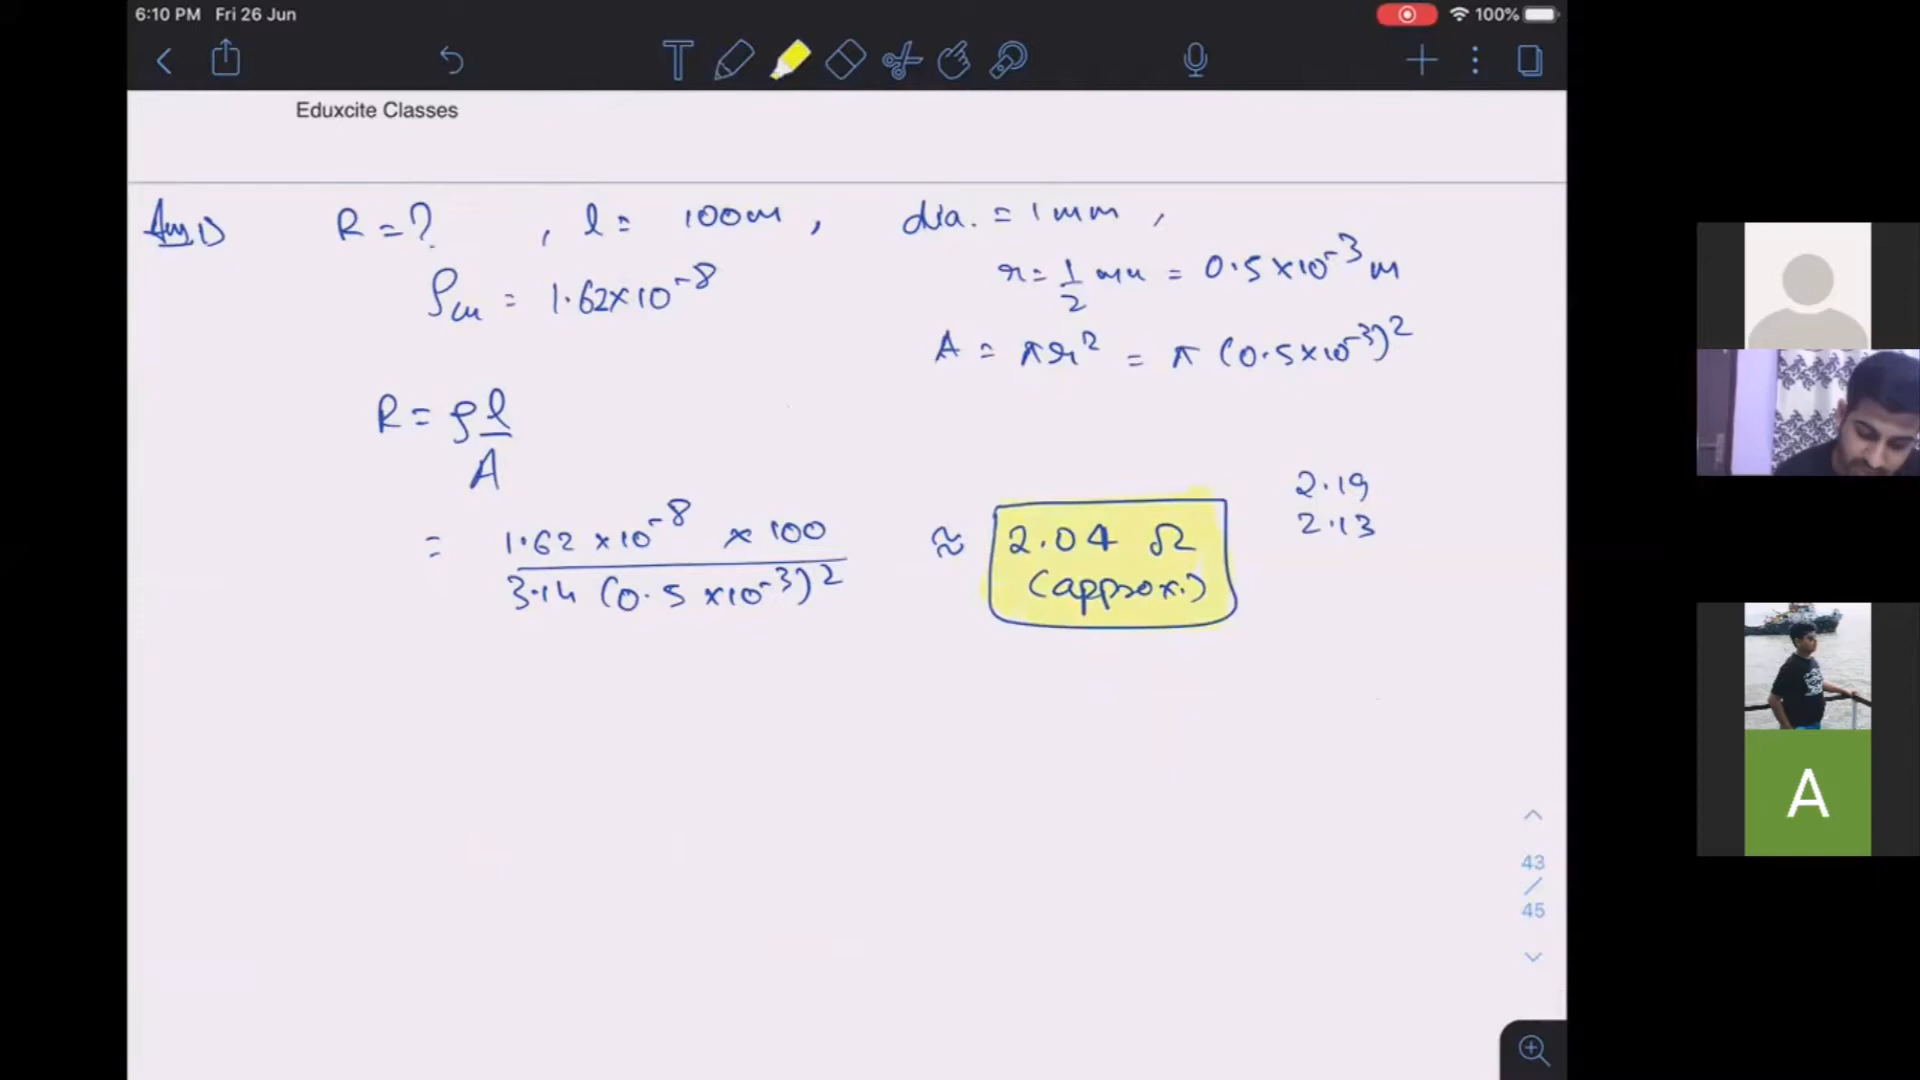 6:10 PM Fri 26 Jun
100%
Eduxcite Classes
Ans 1) R = ? , l = 100m , dia. = 1 mm ,
r = 1/2 mm = 0.5 × 10⁻³ m
ρcu = 1.62×10⁻⁸
A = πr² = π (0.5×10⁻³)²
R = ρ l/A
= 1.62 ×10⁻⁸ × 100 / 3.14 (0.5 ×10⁻³)² ≈ 2.04 Ω
(approx.)
2.19
2.13
A
43
/
45